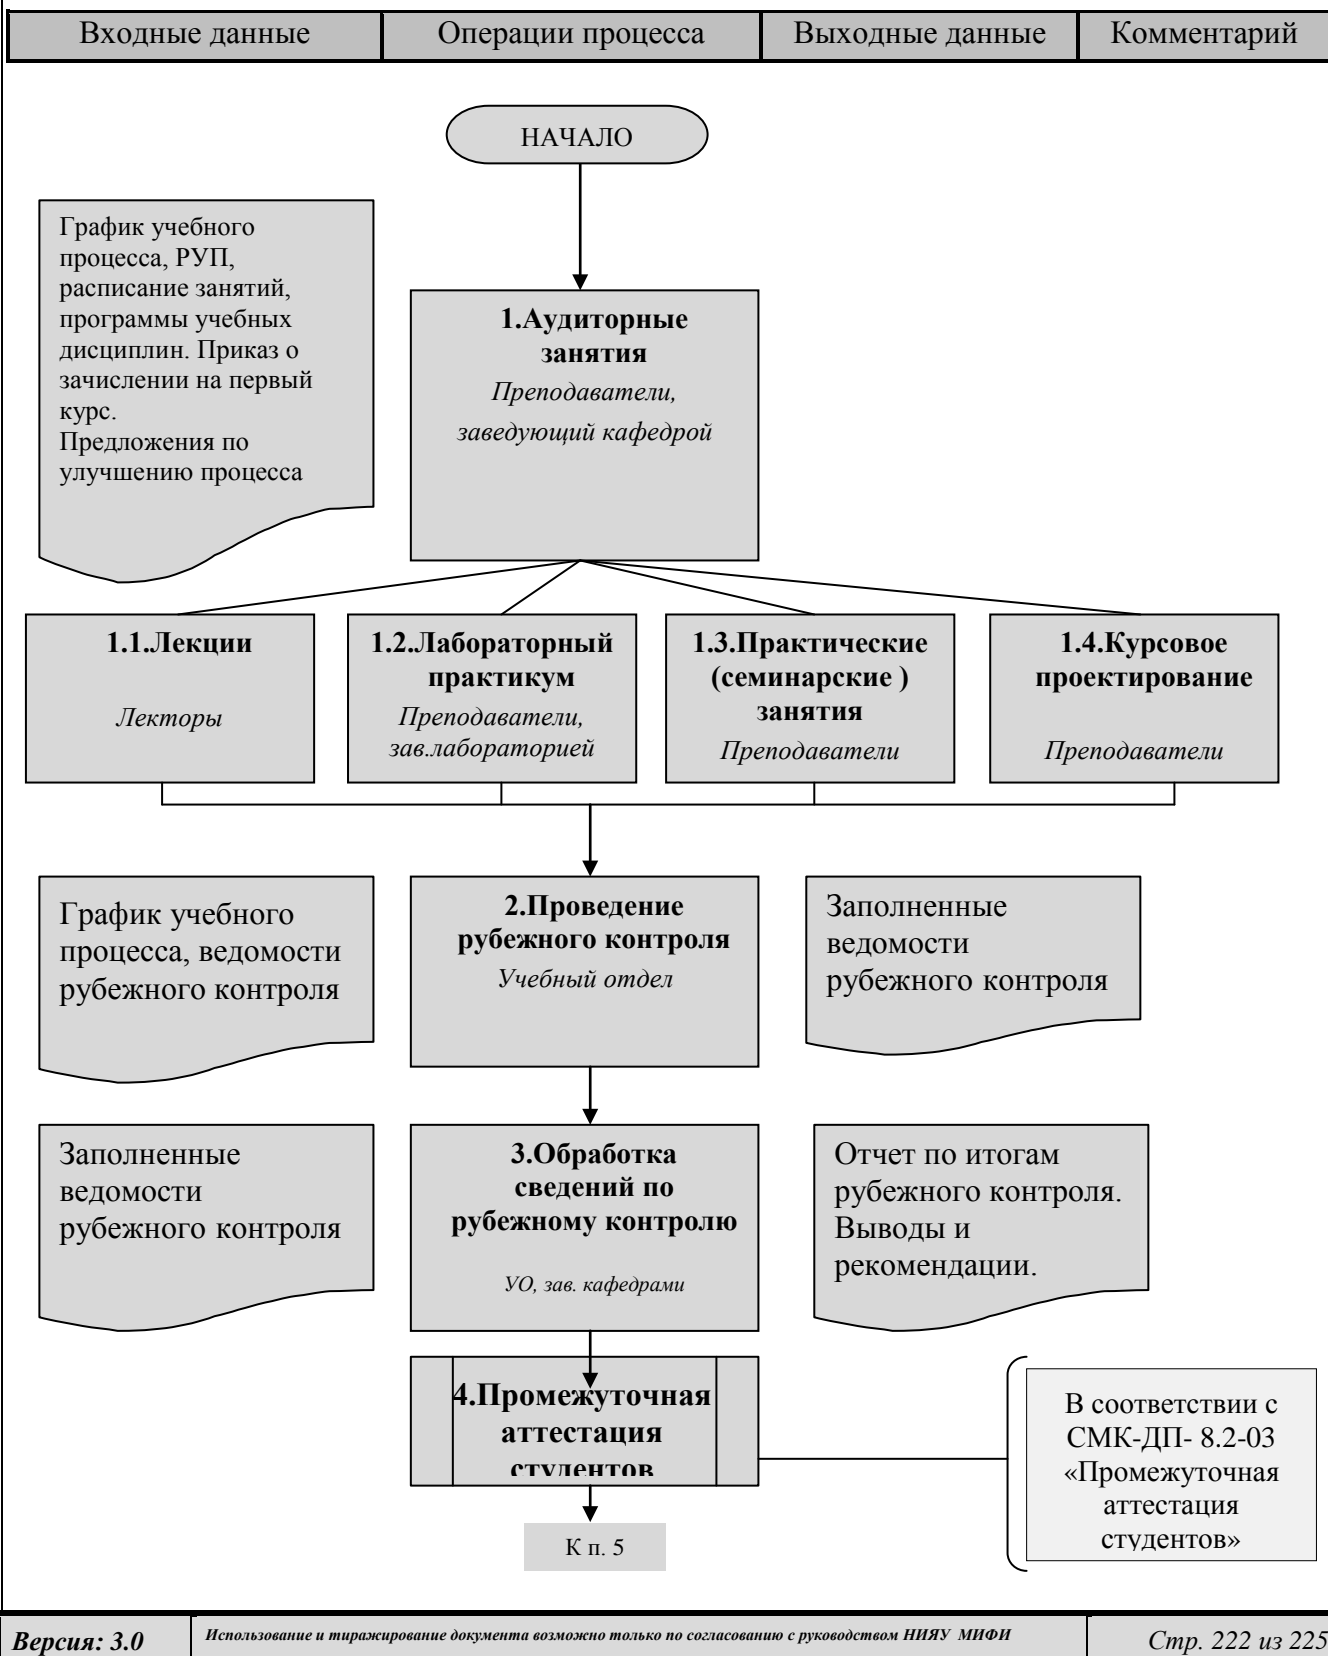 Входные данные
Операции процесса
Выходные данные
Комментарий
НАЧАЛО
График учебного
процесса, РУП,
расписание занятий,
программы учебных
дисциплин. Приказ о
зачислении на первый
курс.
Предложения по
улучшению процесса
1.Аудиторные
занятия
Преподаватели,
заведующий кафедрой
1.1.Лекции
Лекторы
1.2.Лабораторный
практикум
Преподаватели,
зав.лабораторией
1.3.Практические
(семинарские )
занятия
Преподаватели
1.4.Курсовое
проектирование
Преподаватели
График учебного
процесса, ведомости
рубежного контроля
2.Проведение
рубежного контроля
Учебный отдел
Заполненные
ведомости
рубежного контроля
Заполненные
ведомости
рубежного контроля
3.Обработка
сведений по
рубежному контролю
УО, зав. кафедрами
Отчет по итогам
рубежного контроля.
Выводы и
рекомендации.
4.Промежуточная
аттестация
студентов
В соответствии с
СМК-ДП- 8.2-03
«Промежуточная
аттестация
студентов»
К п. 5
Версия: 3.0
Использование и тиражирование документа возможно только по согласованию с руководством НИЯУ МИФИ
Стр. 222 из 225